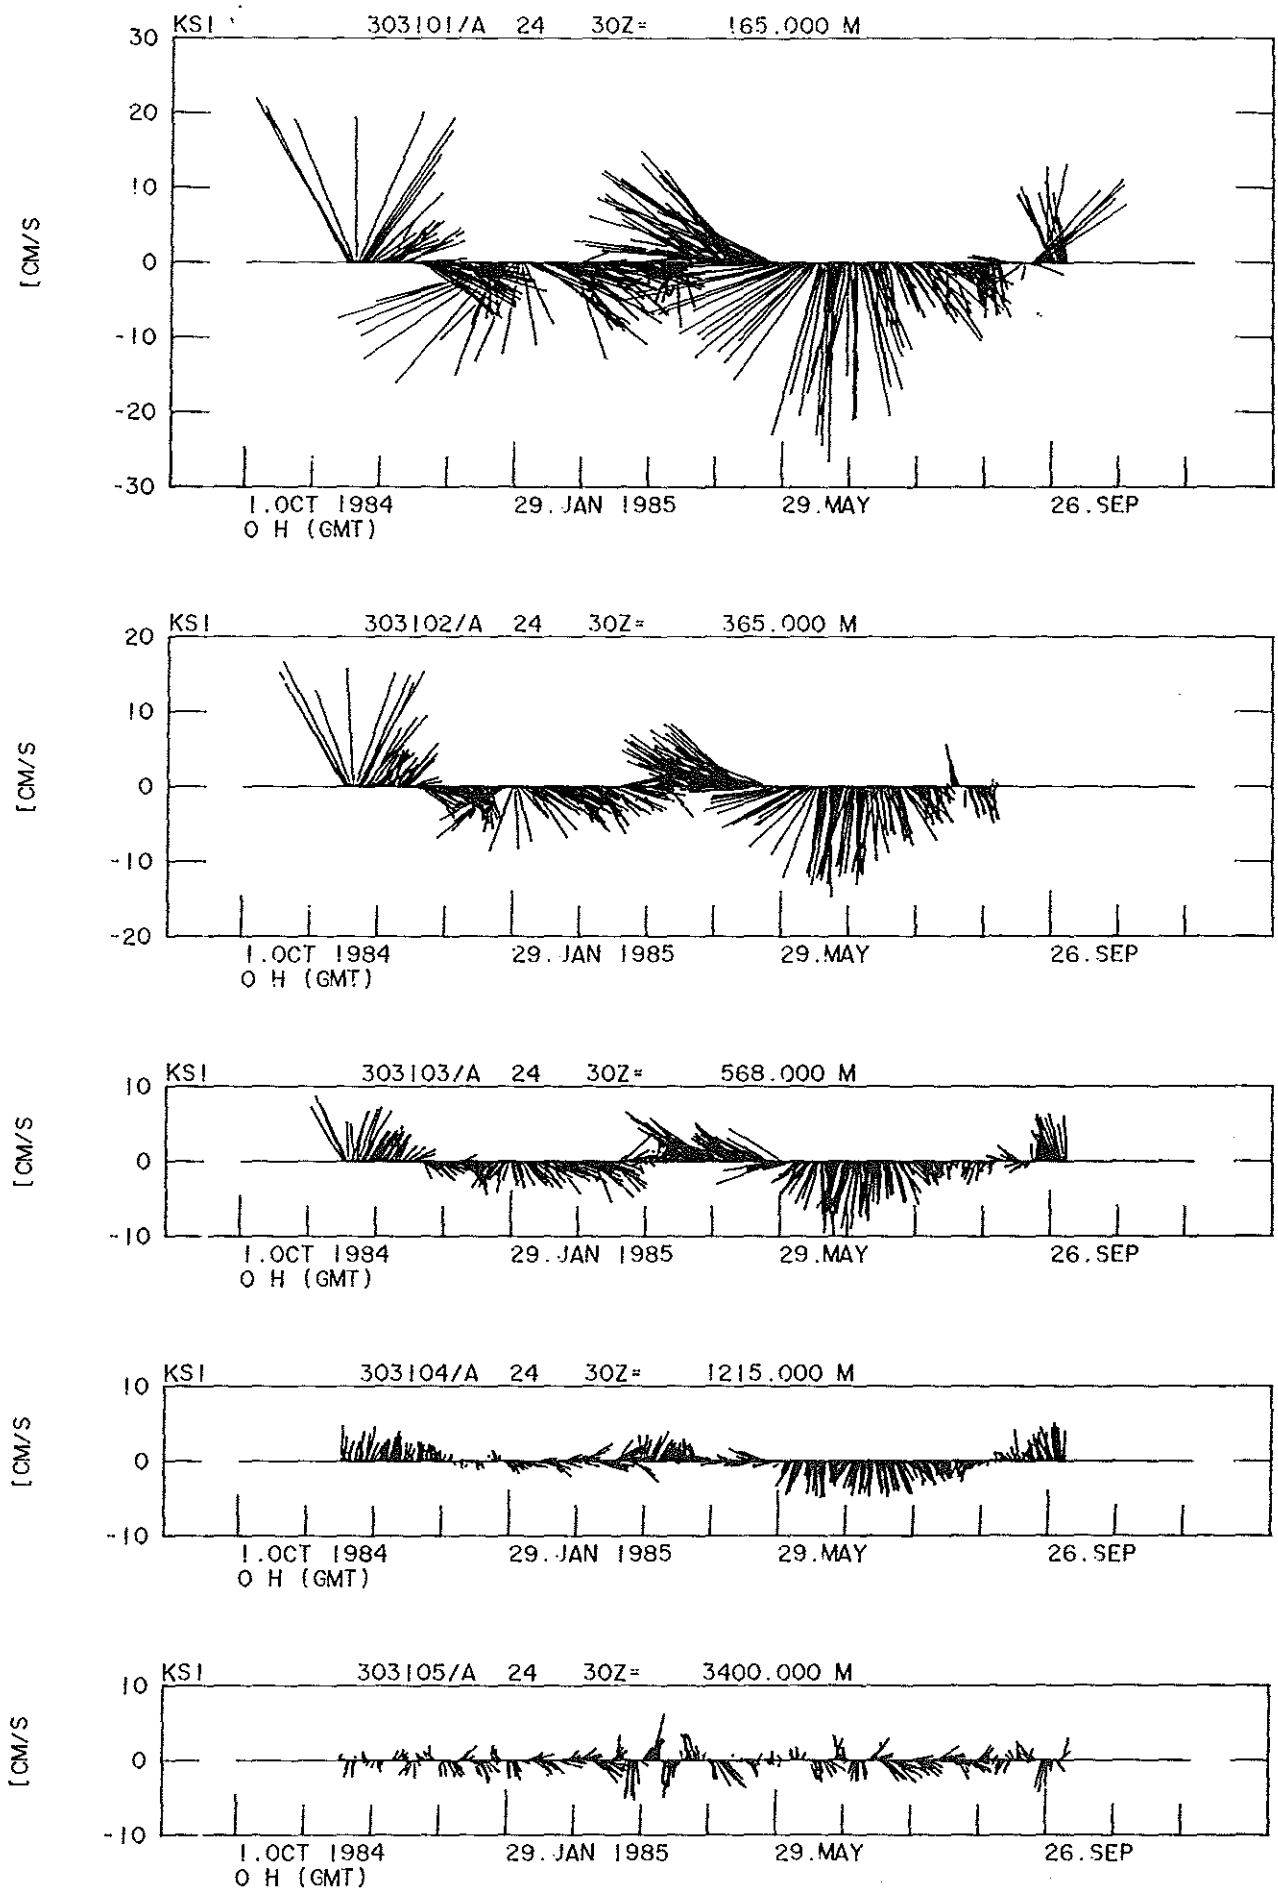 KSI 303101/A 24 30Z= 165.000 M
30
20
10
0
-10
-20
-30
[CM/S
1.OCT 1984 29.JAN 1985 29.MAY 26.SEP
0 H (GMT)
KSI 303102/A 24 30Z= 365.000 M
20
10
0
-10
-20
[CM/S
1.OCT 1984 29.JAN 1985 29.MAY 26.SEP
0 H (GMT)
KSI 303103/A 24 30Z= 568.000 M
10
0
-10
[CM/S
1.OCT 1984 29.JAN 1985 29.MAY 26.SEP
0 H (GMT)
KSI 303104/A 24 30Z= 1215.000 M
10
0
-10
[CM/S
1.OCT 1984 29.JAN 1985 29.MAY 26.SEP
0 H (GMT)
KSI 303105/A 24 30Z= 3400.000 M
10
0
-10
[CM/S
1.OCT 1984 29.JAN 1985 29.MAY 26.SEP
0 H (GMT)